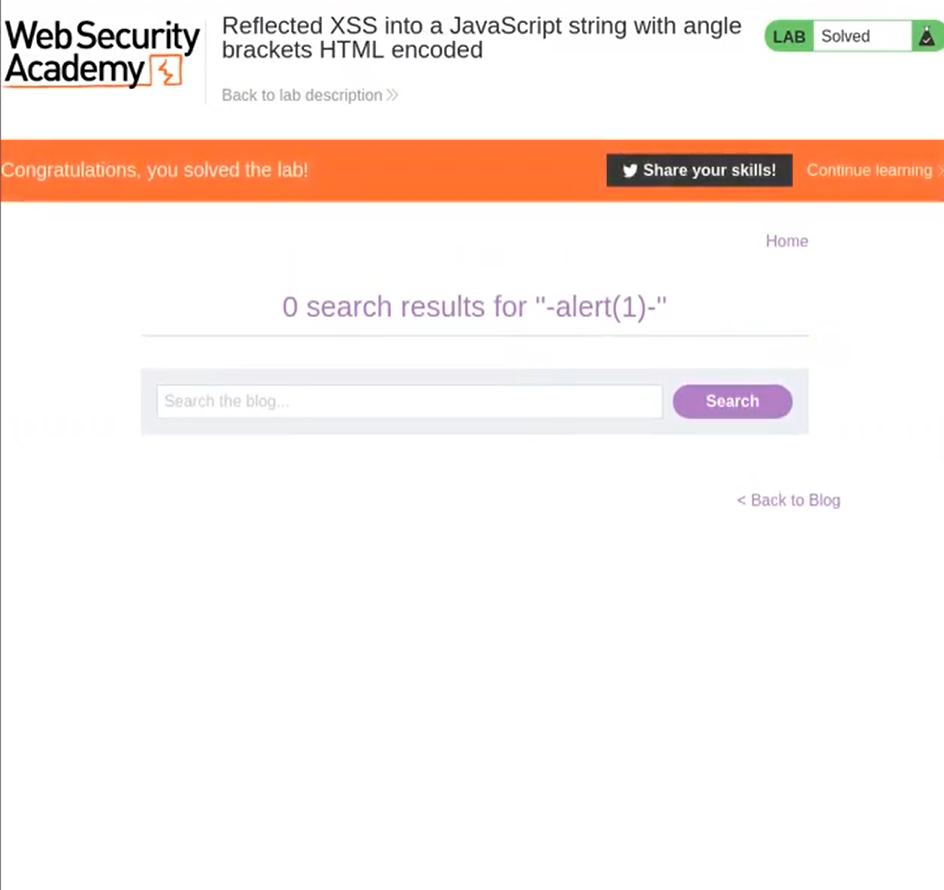 Web Security
Academy
Reflected XSS into a JavaScript string with angle
brackets HTML encoded
Back to lab description
LAB Solved
Congratulations, you solved the lab!
Share your skills!
Continue learning
Home
0 search results for ''-alert(1)-''
Search the blog...
Search
< Back to Blog